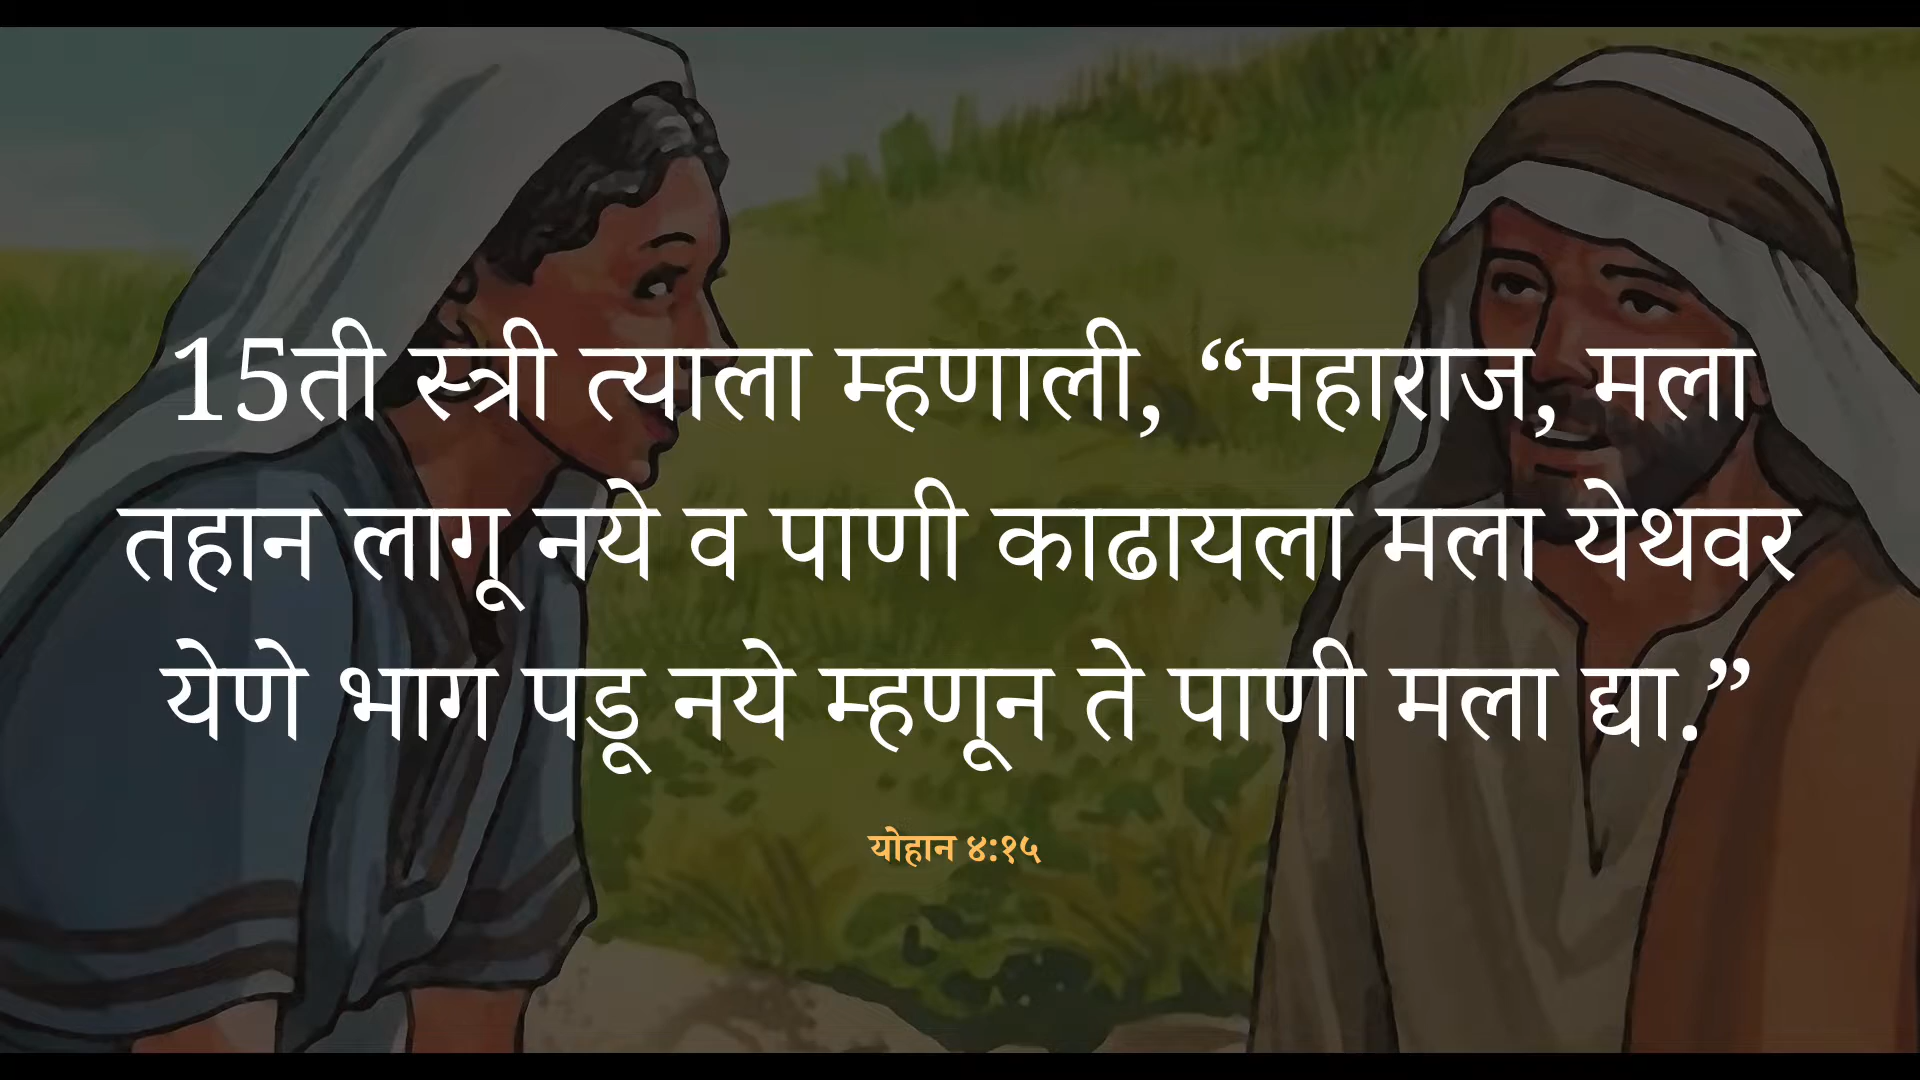 15ती स्त्री त्याला म्हणाली, “महाराज, मला
तहान लागू नये व पाणी काढायला मला येथवर
येणे भाग पडू नये म्हणून ते पाणी मला द्या.”
योहान ४:१५